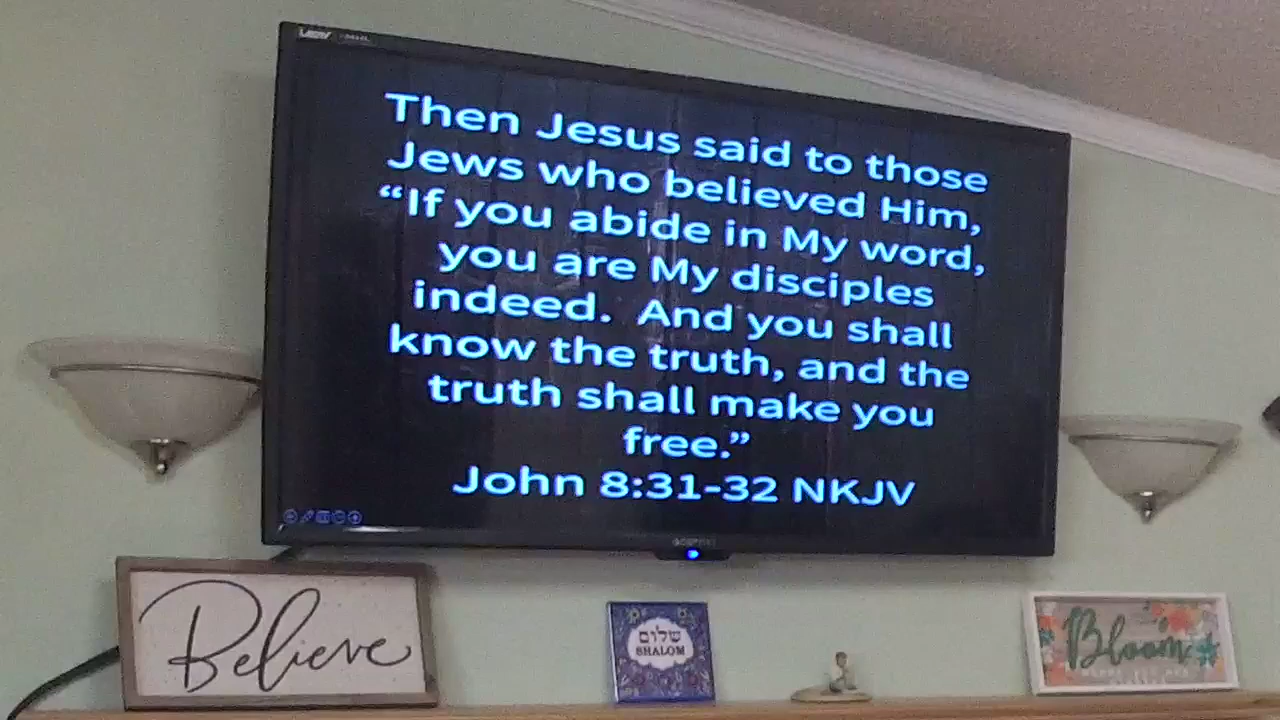 Then Jesus said to those
Jews who believed Him,
“If you abide in My word,
you are My disciples
indeed.  And you shall
know the truth, and the
truth shall make you
free.”
John 8:31-32 NKJV
Believe
שלום
SHALOM
Bloom